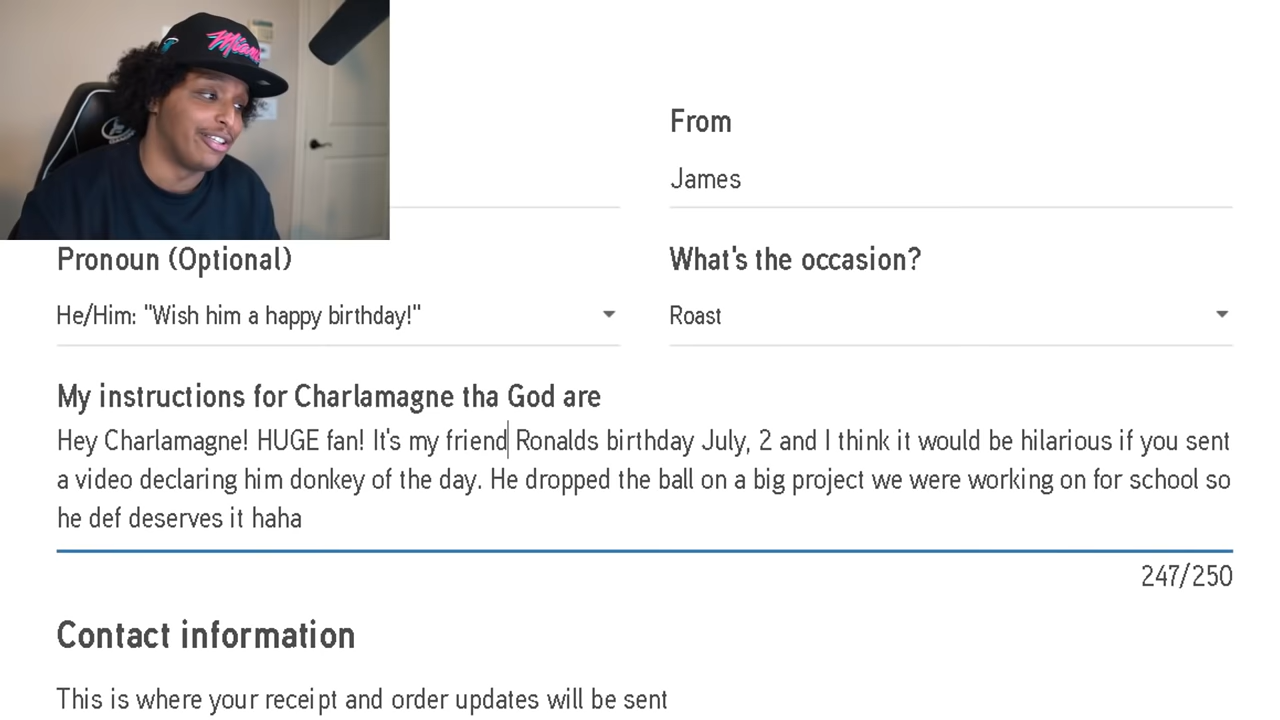 Miami
From
James
Pronoun (Optional)
What's the occasion?
He/Him: "Wish him a happy birthday!"
Roast
My instructions for Charlamagne tha God are
Hey Charlamagne! HUGE fan! It's my friend Ronalds birthday July, 2 and I think it would be hilarious if you sent
a video declaring him donkey of the day. He dropped the ball on a big project we were working on for school so
he def deserves it haha
247/250
Contact information
This is where your receipt and order updates will be sent